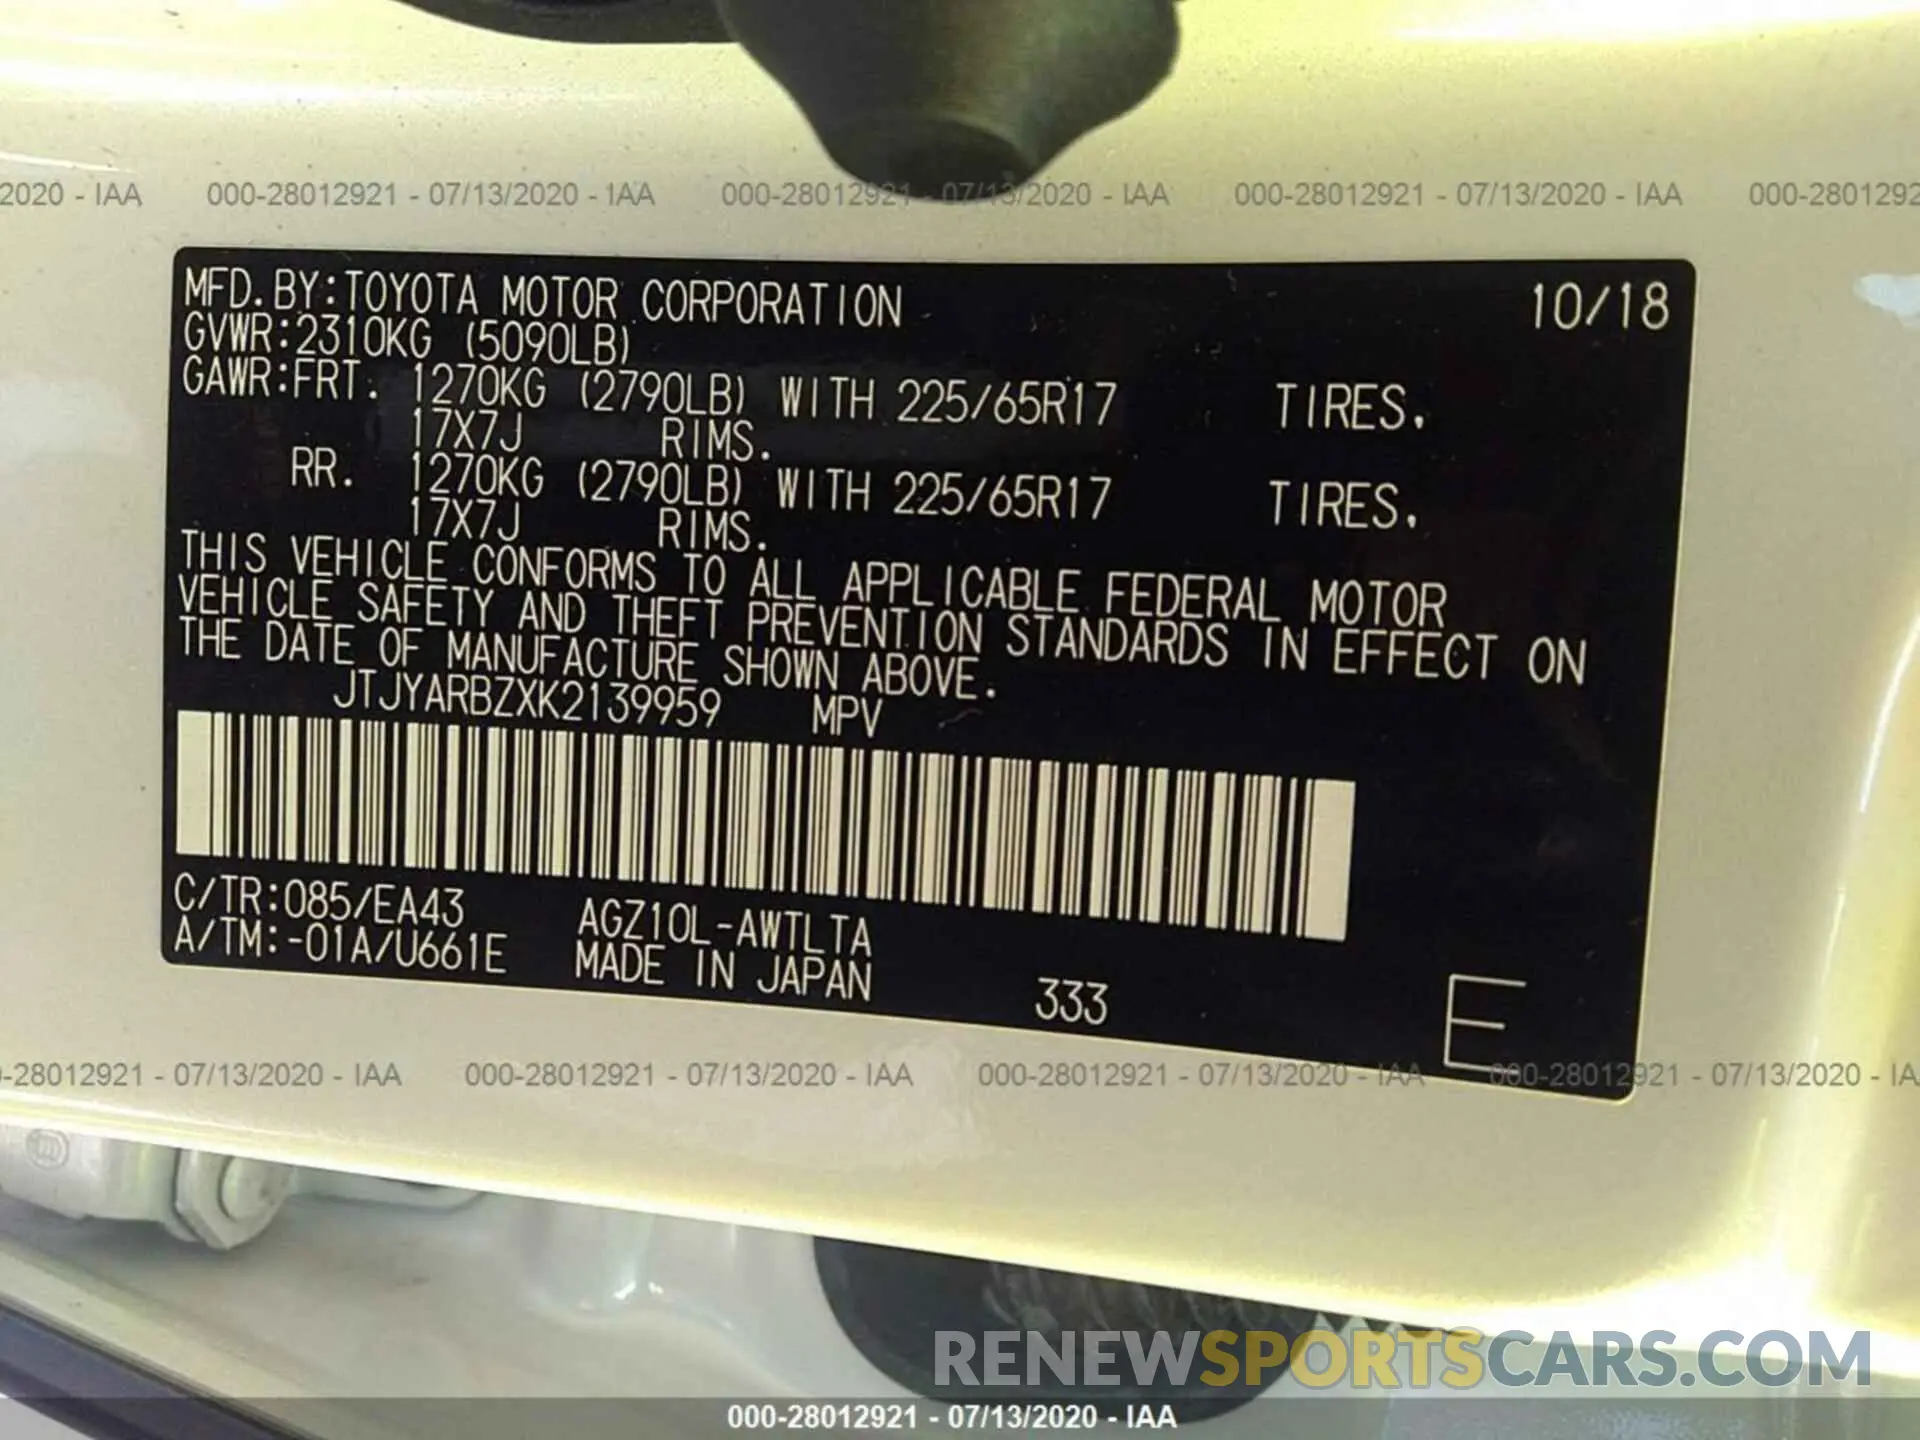 2020 - IAA 000-28012921 - 07/13/2020 - IAA 000-28012921 - 07/13/2020 - IAA 000-28012921 - 07/13/2020 - IAA 000-2801292
MFD.BY:TOYOTA MOTOR CORPORATION 10/18
GVWR:2310KG (5090LB)
GAWR:FRT. 1270KG (2790LB) WITH 225/65R17 TIRES.
17X7J RIMS.
RR. 1270KG (2790LB) WITH 225/65R17 TIRES.
17X7J RIMS.
THIS VEHICLE CONFORMS TO ALL APPLICABLE FEDERAL MOTOR
VEHICLE SAFETY AND THEFT PREVENTION STANDARDS IN EFFECT ON
THE DATE OF MANUFACTURE SHOWN ABOVE.
JTJYARBZXK2139959 MPV
C/TR:085/EA43 AGZ10L-AWTLTA
A/TM:-01A/U661E MADE IN JAPAN 333 E
-28012921 - 07/13/2020 - IAA 000-28012921 - 07/13/2020 - IAA 000-28012921 - 07/13/2020 - IAA 000-28012921 - 07/13/2020 - IA
RENEWSPORTSCARS.COM
000-28012921 - 07/13/2020 - IAA